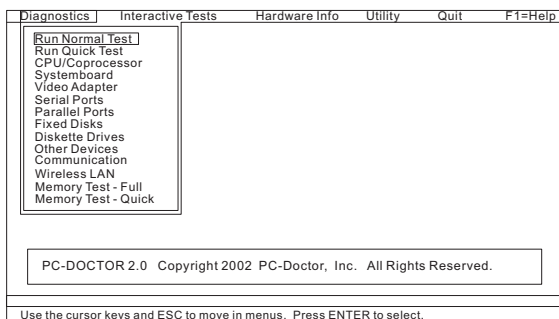 Diagnostics Interactive Tests Hardware Info Utility Quit F1=Help
Run Normal Test
Run Quick Test
CPU/Coprocessor
Systemboard
Video Adapter
Serial Ports
Parallel Ports
Fixed Disks
Diskette Drives
Other Devices
Communication
Wireless LAN
Memory Test - Full
Memory Test - Quick
PC-DOCTOR 2.0 Copyright 2002 PC-Doctor, Inc. All Rights Reserved.
Use the cursor keys and ESC to move in menus. Press ENTER to select.